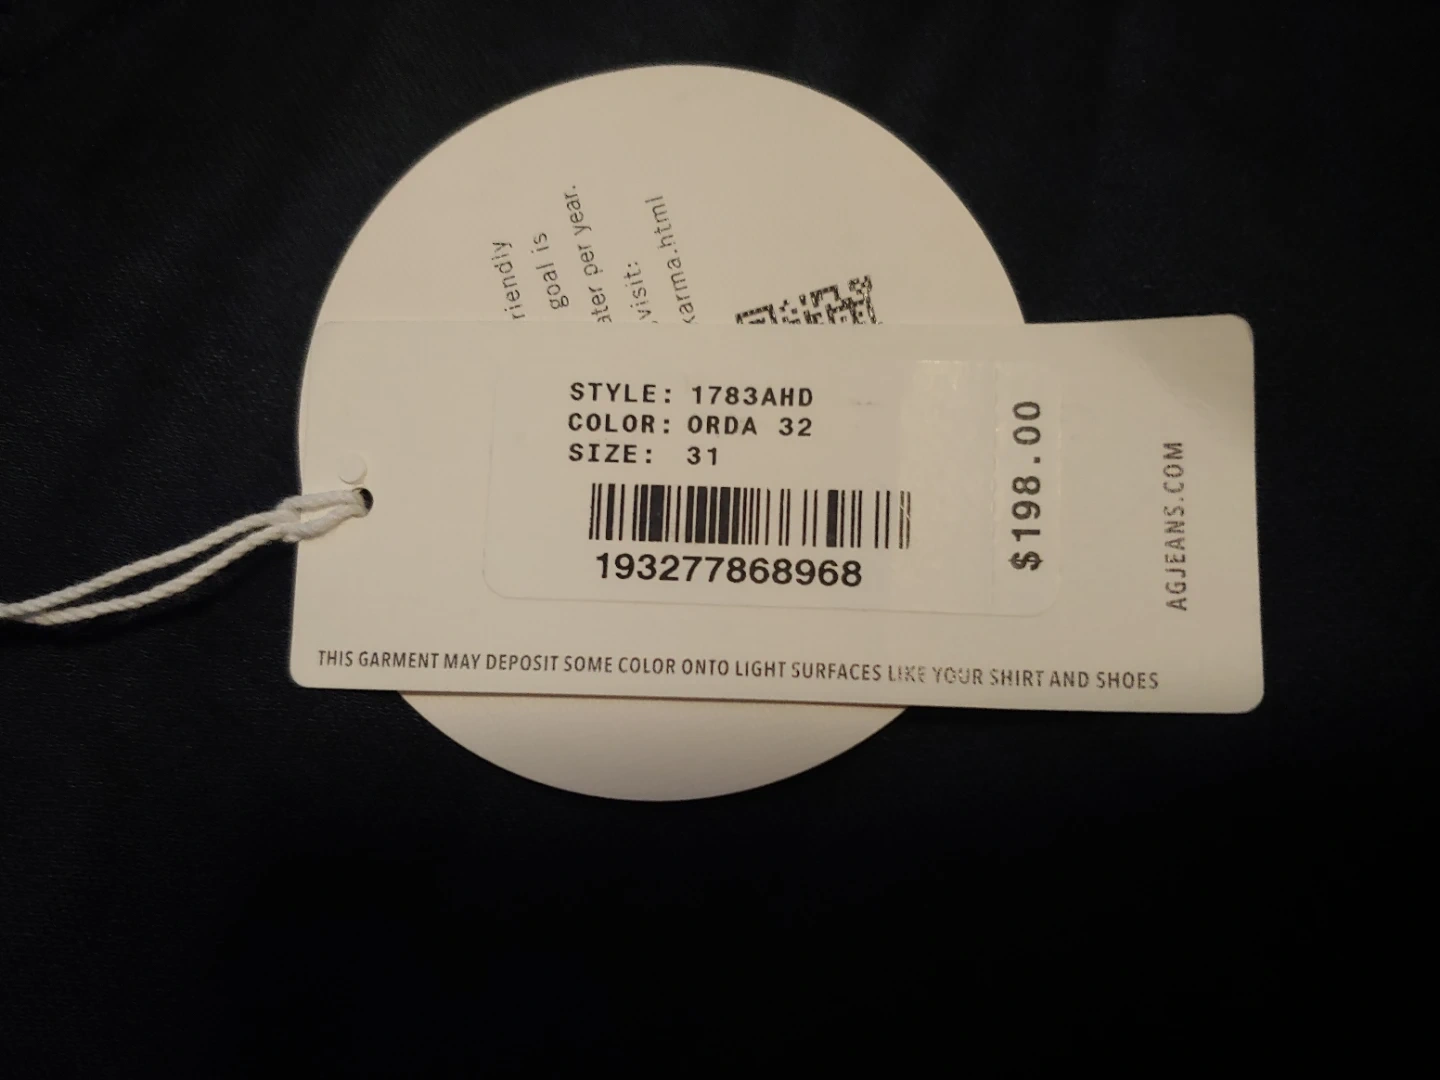 riendly
goal is
ater per year.
visit:
karma.html
STYLE: 1783AHD
COLOR: ORDA 32
SIZE: 31
193277868968
$198.00
AGJEANS.COM
THIS GARMENT MAY DEPOSIT SOME COLOR ONTO LIGHT SURFACES LIKE YOUR SHIRT AND SHOES